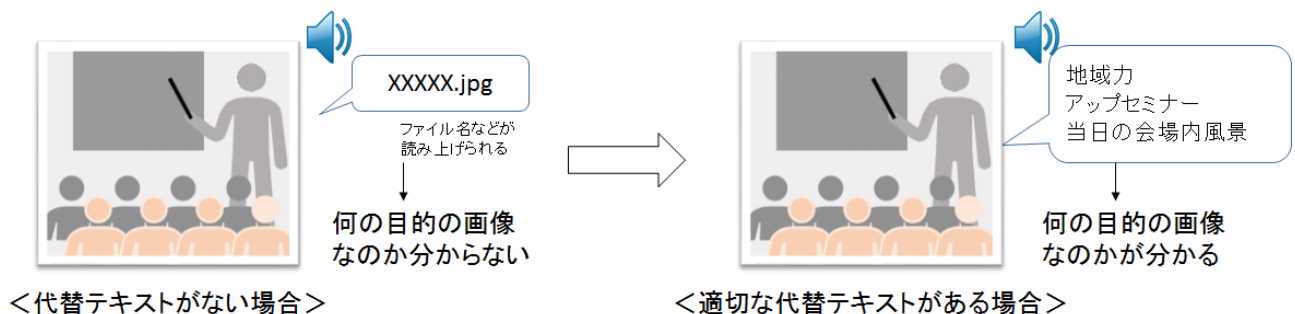 XXXXX.jpg
ファイル名などが
読み上げられる
何の目的の画像
なのか分からない
＜代替テキストがない場合＞
地域力
アップセミナー
当日の会場内風景
何の目的の画像
なのかが分かる
＜適切な代替テキストがある場合＞